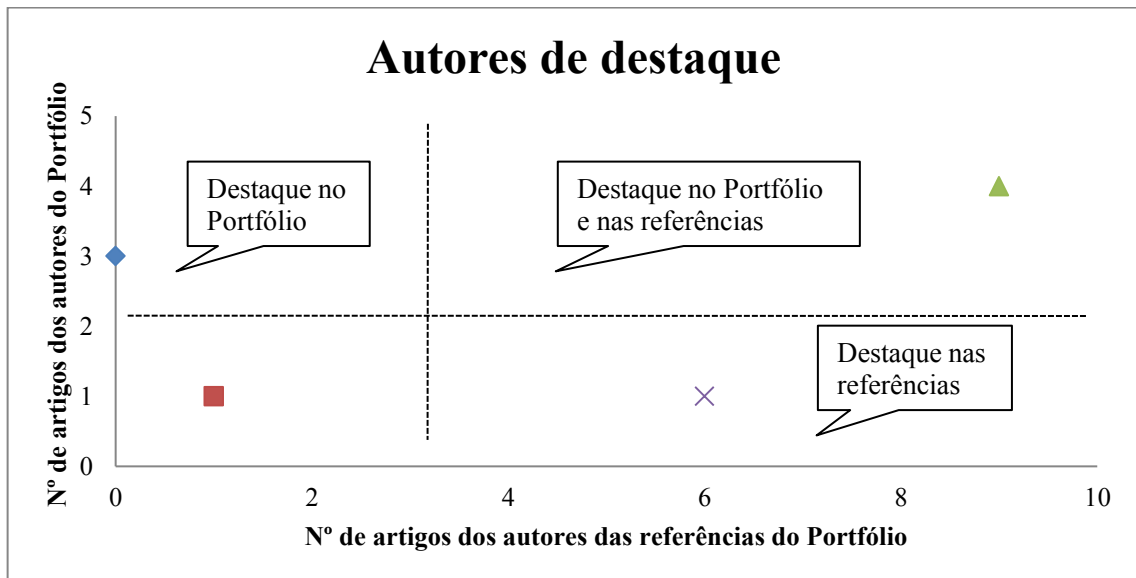 Autores de destaque
Nº de artigos dos autores do Portfólio
5
4
3
2
1
0
Destaque no
Portfólio
Destaque no Portfólio
e nas referências
Destaque nas
referências
0
2
4
6
8
10
Nº de artigos dos autores das referências do Portfólio